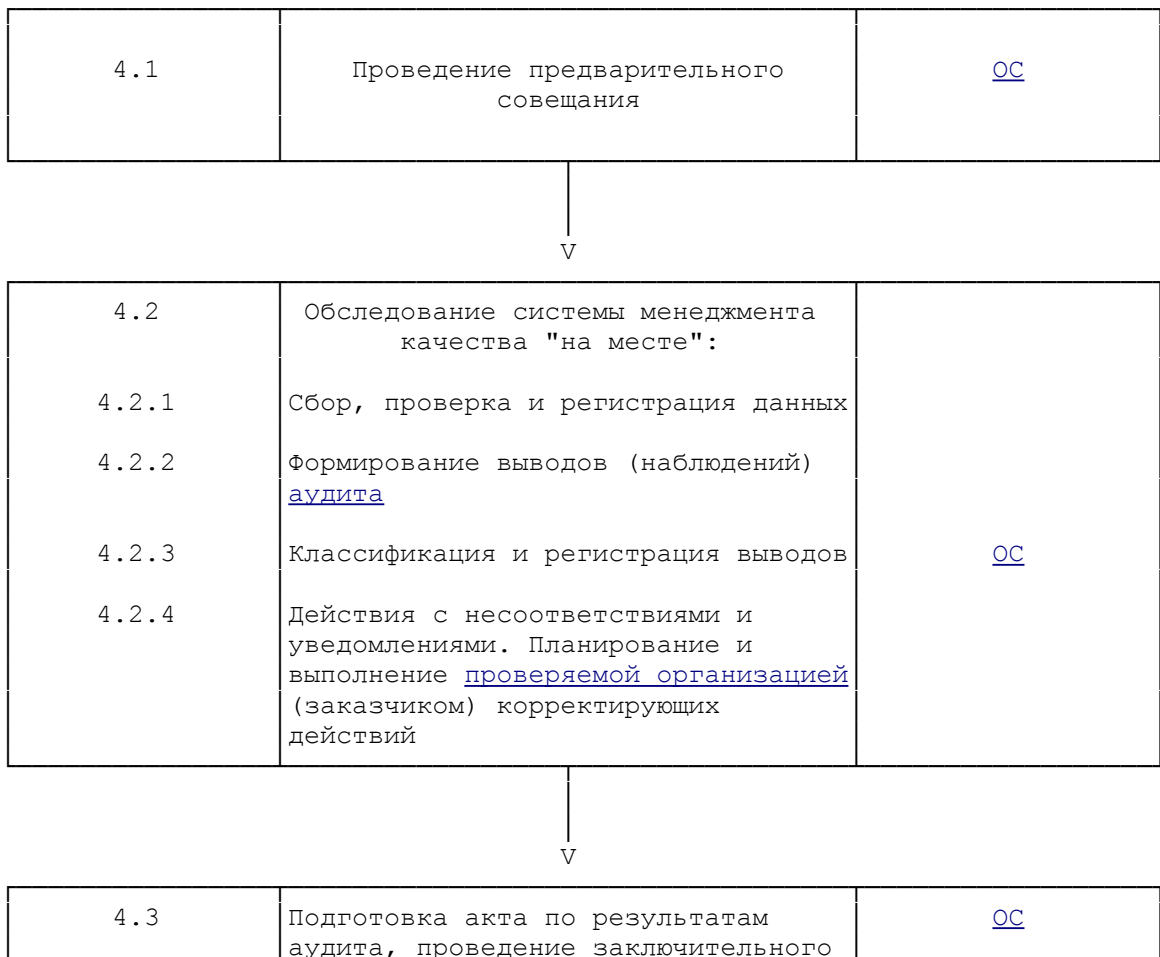 4.1 Проведение предварительного ОС
совещания
V
4.2 Обследование системы менеджмента
качества "на месте":
4.2.1 Сбор, проверка и регистрация данных
4.2.2 Формирование выводов (наблюдений)
аудита
4.2.3 Классификация и регистрация выводов ОС
4.2.4 Действия с несоответствиями и
уведомлениями. Планирование и
выполнение проверяемой организацией
(заказчиком) корректирующих
действий
V
4.3 Подготовка акта по результатам ОС
аудита, проведение заключительного